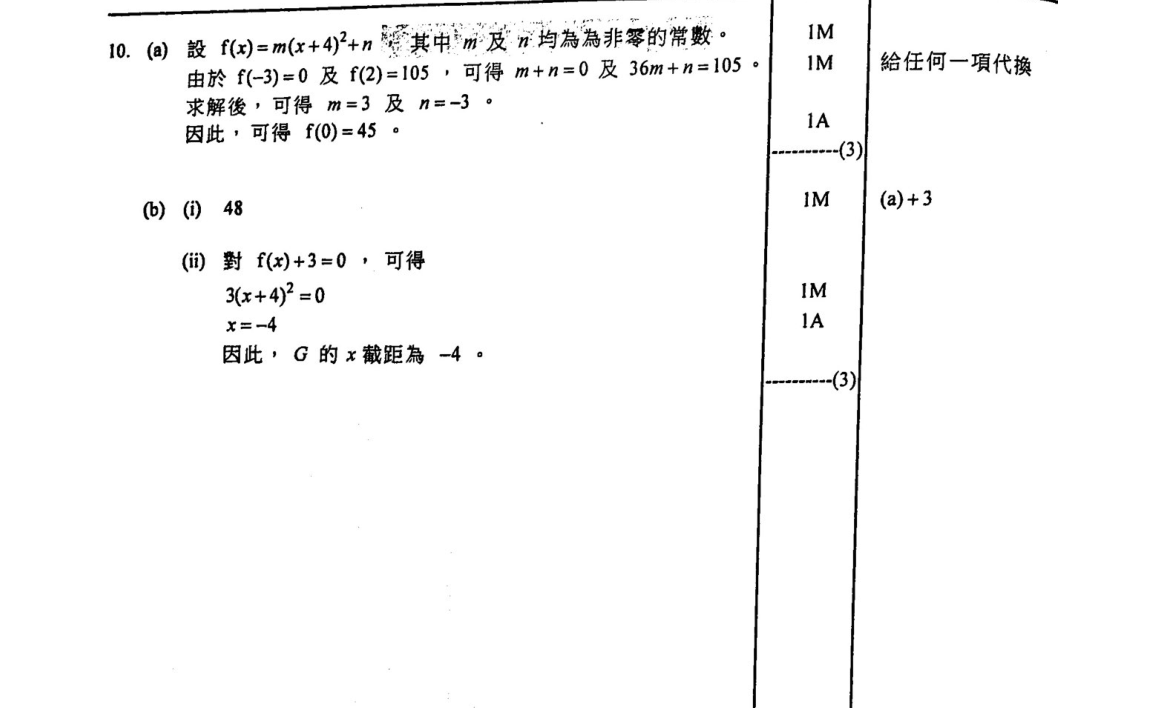 10. (a) 設 f(x)=m(x+4)²+n 其中 m 及 n 均為為非零的常數。 1M
由於 f(−3)=0 及 f(2)=105 ，可得 m+n=0 及 36m+n=105 。 1M 給任何一項代換
求解後，可得 m=3 及 n=−3 。
因此，可得 f(0)=45 。 1A
----------(3)
(b) (i) 48 1M (a)+3
(ii) 對 f(x)+3=0 ，可得
3(x+4)²=0 1M
x=−4 1A
因此， G 的 x 截距為 −4 。
----------(3)